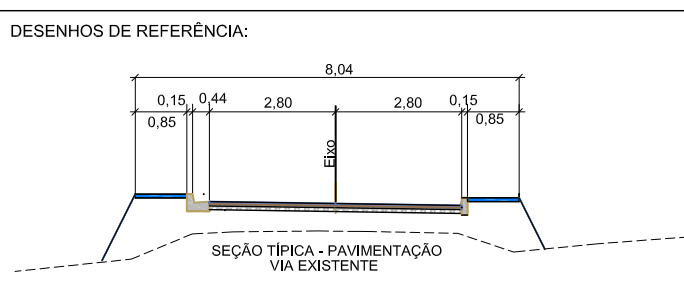 DESENHOS DE REFERÊNCIA:
8,04
0,15 0,44 2,80 2,80 0,15
0,85 0,85
Eixo
SEÇÃO TÍPICA - PAVIMENTAÇÃO
VIA EXISTENTE